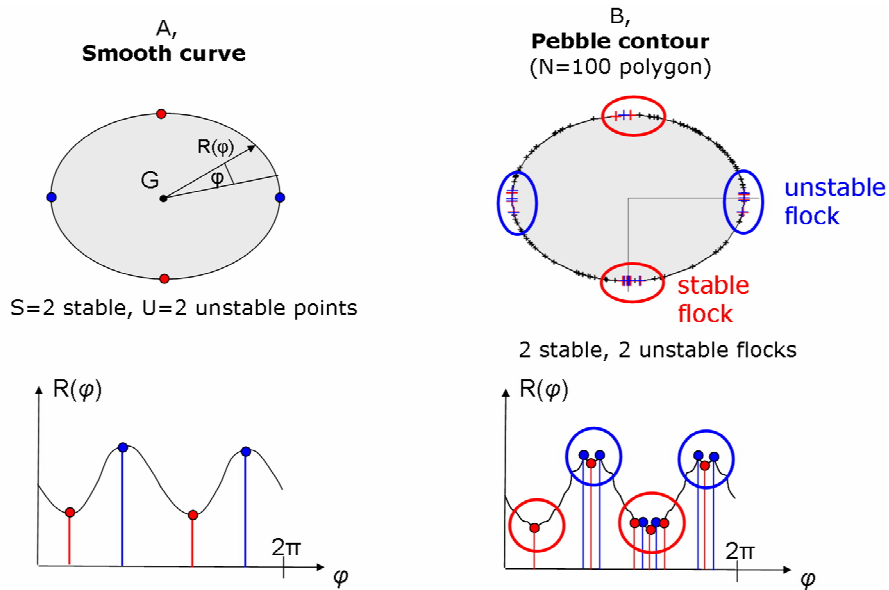 A,
Smooth curve
R(φ)
φ
G
S=2 stable, U=2 unstable points
R(φ)
2π
φ
B,
Pebble contour
(N=100 polygon)
unstable
flock
stable
flock
2 stable, 2 unstable flocks
R(φ)
2π
φ